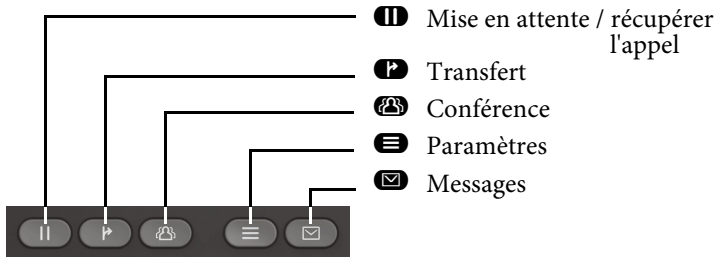 Mise en attente / récupérer
l'appel
Transfert
Conférence
Paramètres
Messages